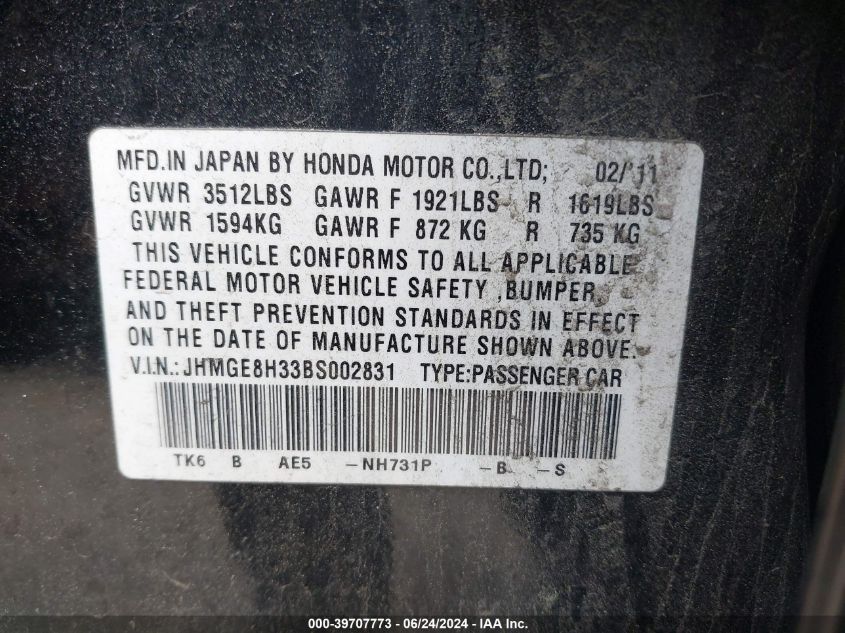 MFD.IN JAPAN BY HONDA MOTOR CO.,LTD; 02/11
GVWR 3512LBS GAWR F 1921LBS R 1619LBS
GVWR 1594KG GAWR F 872 KG R 735 KG
THIS VEHICLE CONFORMS TO ALL APPLICABLE
FEDERAL MOTOR VEHICLE SAFETY ,BUMPER,
AND THEFT PREVENTION STANDARDS IN EFFECT
ON THE DATE OF MANUFACTURE SHOWN ABOVE.
V.I.N.: JHMGE8H33BS002831 TYPE:PASSENGER CAR
TK6 B AE5 -NH731P -B -S
000-39707773 - 06/24/2024 - IAAI.com